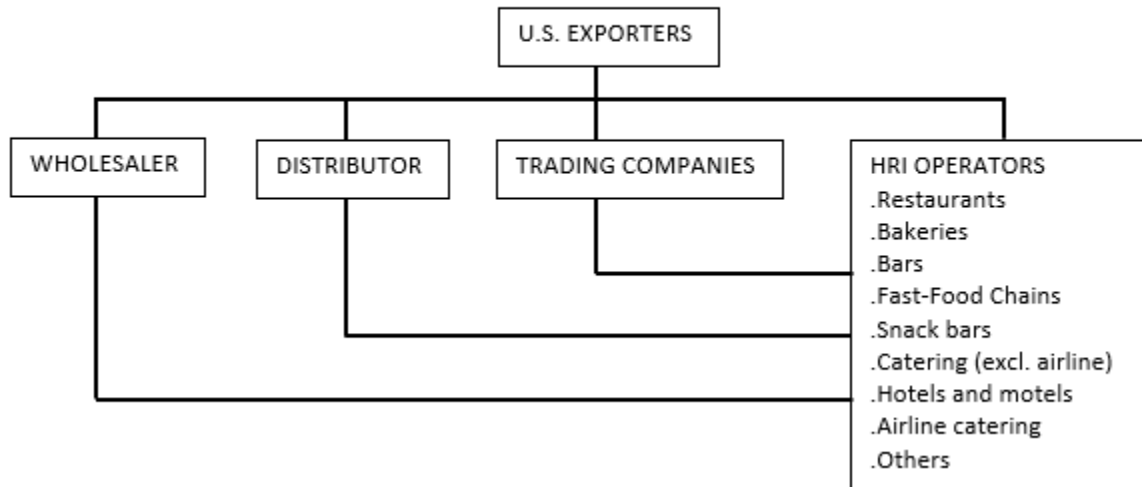 U.S. EXPORTERS
WHOLESALER
DISTRIBUTOR
TRADING COMPANIES
HRI OPERATORS
.Restaurants
.Bakeries
.Bars
.Fast-Food Chains
.Snack bars
.Catering (excl. airline)
.Hotels and motels
.Airline catering
.Others